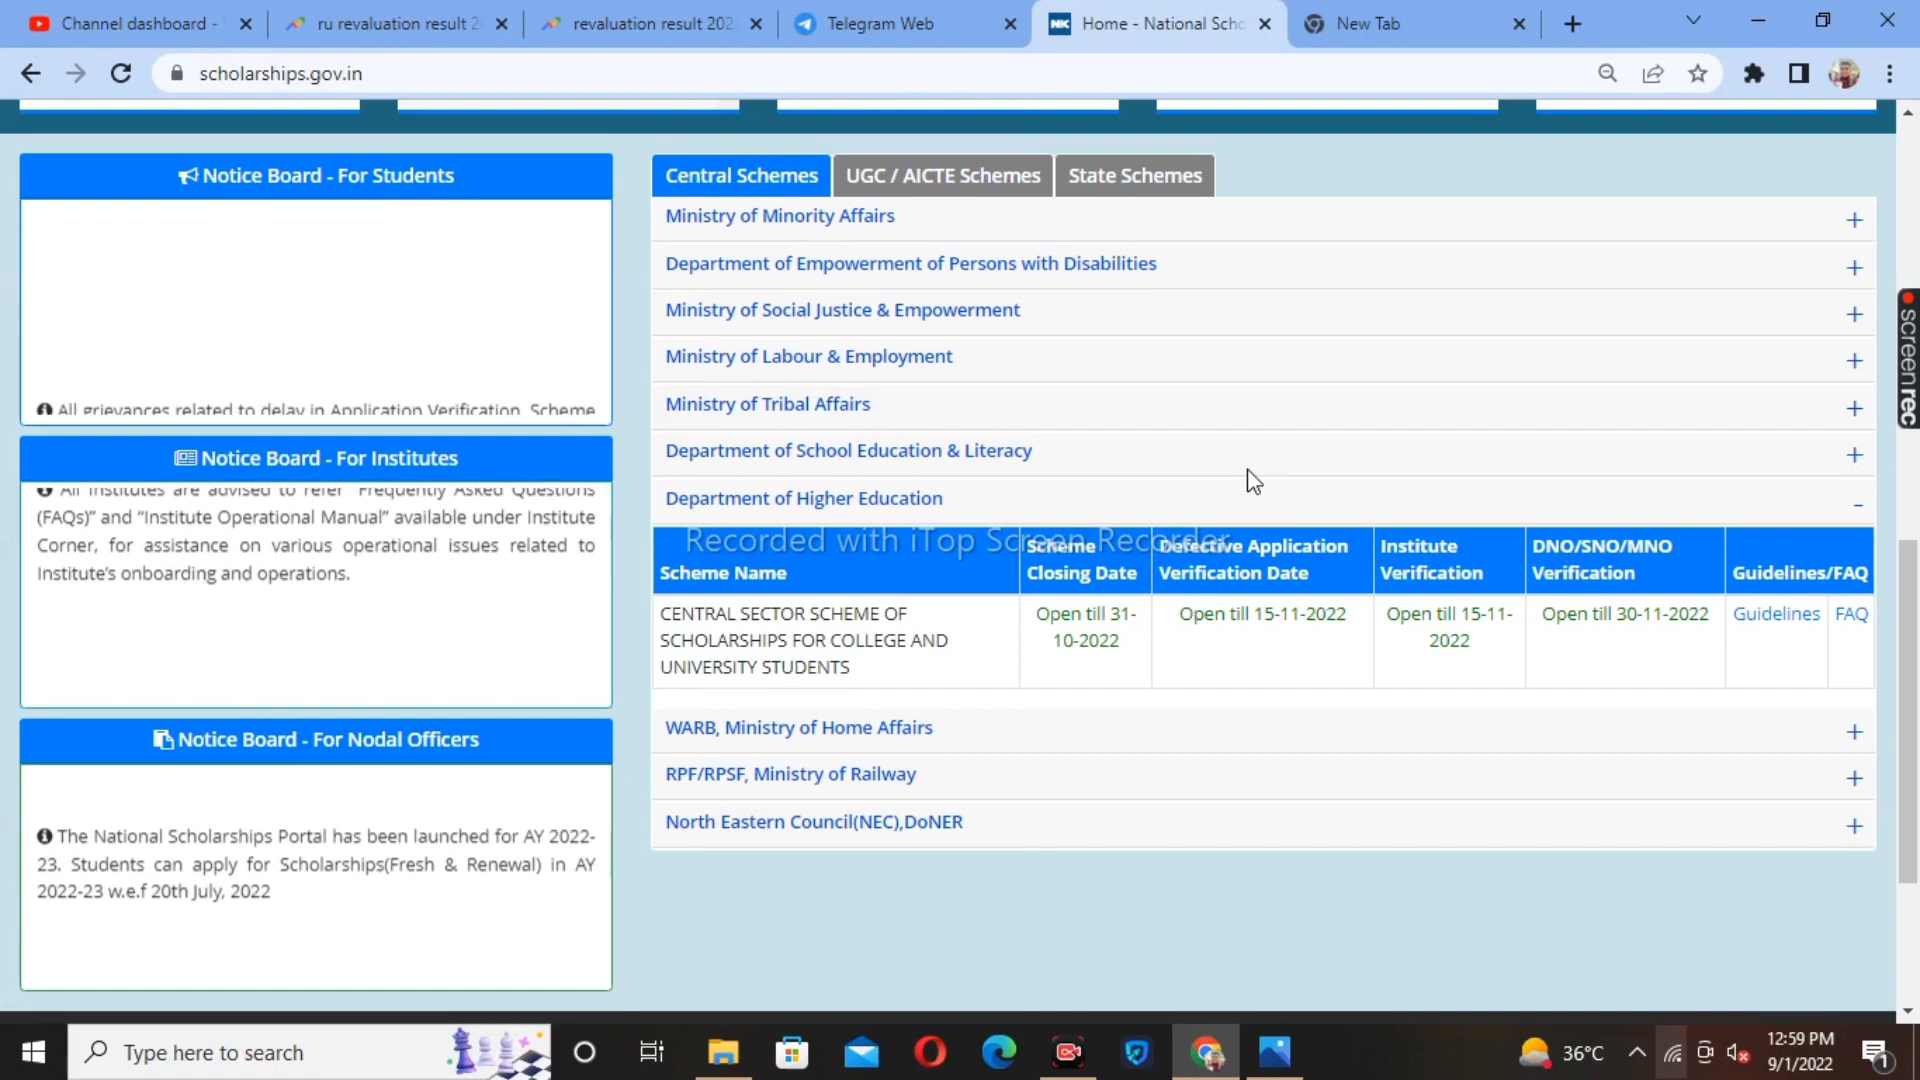 Channel dashboard -
ru revaluation result 2
revaluation result 202
Telegram Web
NK
Home - National Scho
New Tab
scholarships.gov.in
Notice Board - For Students
All grievances related to delay in Application Verification, Scheme
Notice Board - For Institutes
All Institutes are advised to refer "Frequently Asked Questions
(FAQs)” and “Institute Operational Manual” available under Institute
Corner, for assistance on various operational issues related to
Institute’s onboarding and operations.
Notice Board - For Nodal Officers
The National Scholarships Portal has been launched for AY 2022-
23. Students can apply for Scholarships(Fresh & Renewal) in AY
2022-23 w.e.f 20th July, 2022
Central Schemes
UGC / AICTE Schemes
State Schemes
Ministry of Minority Affairs
Department of Empowerment of Persons with Disabilities
Ministry of Social Justice & Empowerment
Ministry of Labour & Employment
Ministry of Tribal Affairs
Department of School Education & Literacy
Department of Higher Education
Recorded with iTop Screen Recorder
Scheme Name
Scheme
Closing Date
Defective Application
Verification Date
Institute
Verification
DNO/SNO/MNO
Verification
Guidelines/FAQ
CENTRAL SECTOR SCHEME OF
SCHOLARSHIPS FOR COLLEGE AND
UNIVERSITY STUDENTS
Open till 31-
10-2022
Open till 15-11-2022
Open till 15-11-
2022
Open till 30-11-2022
Guidelines
FAQ
WARB, Ministry of Home Affairs
RPF/RPSF, Ministry of Railway
North Eastern Council(NEC),DoNER
screenrec
Type here to search
36°C
12:59 PM
9/1/2022
1